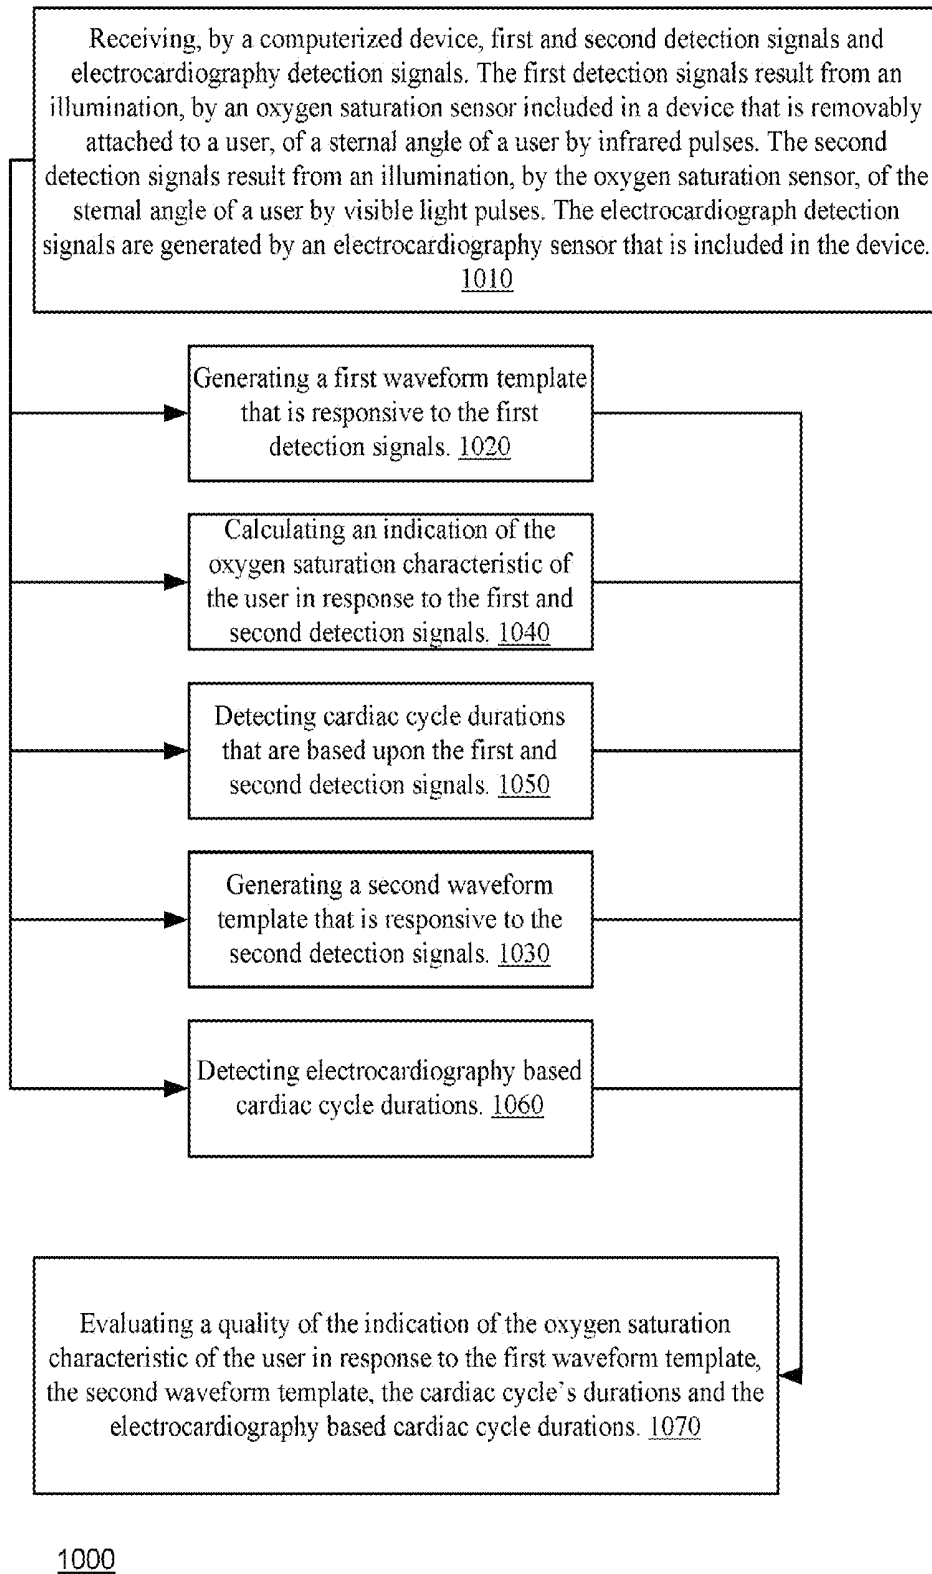 Receiving, by a computerized device, first and second detection signals and
electrocardiography detection signals. The first detection signals result from an
illumination, by an oxygen saturation sensor included in a device that is removably
attached to a user, of a sternal angle of a user by infrared pulses. The second
detection signals result from an illumination, by the oxygen saturation sensor, of the
sternal angle of a user by visible light pulses. The electrocardiograph detection
signals are generated by an electrocardiography sensor that is included in the device.
1010
Generating a first waveform template
that is responsive to the first
detection signals. 1020
Calculating an indication of the
oxygen saturation characteristic of
the user in response to the first and
second detection signals. 1040
Detecting cardiac cycle durations
that are based upon the first and
second detection signals. 1050
Generating a second waveform
template that is responsive to the
second detection signals. 1030
Detecting electrocardiography based
cardiac cycle durations. 1060
Evaluating a quality of the indication of the oxygen saturation
characteristic of the user in response to the first waveform template,
the second waveform template, the cardiac cycle's durations and the
electrocardiography based cardiac cycle durations. 1070
1000